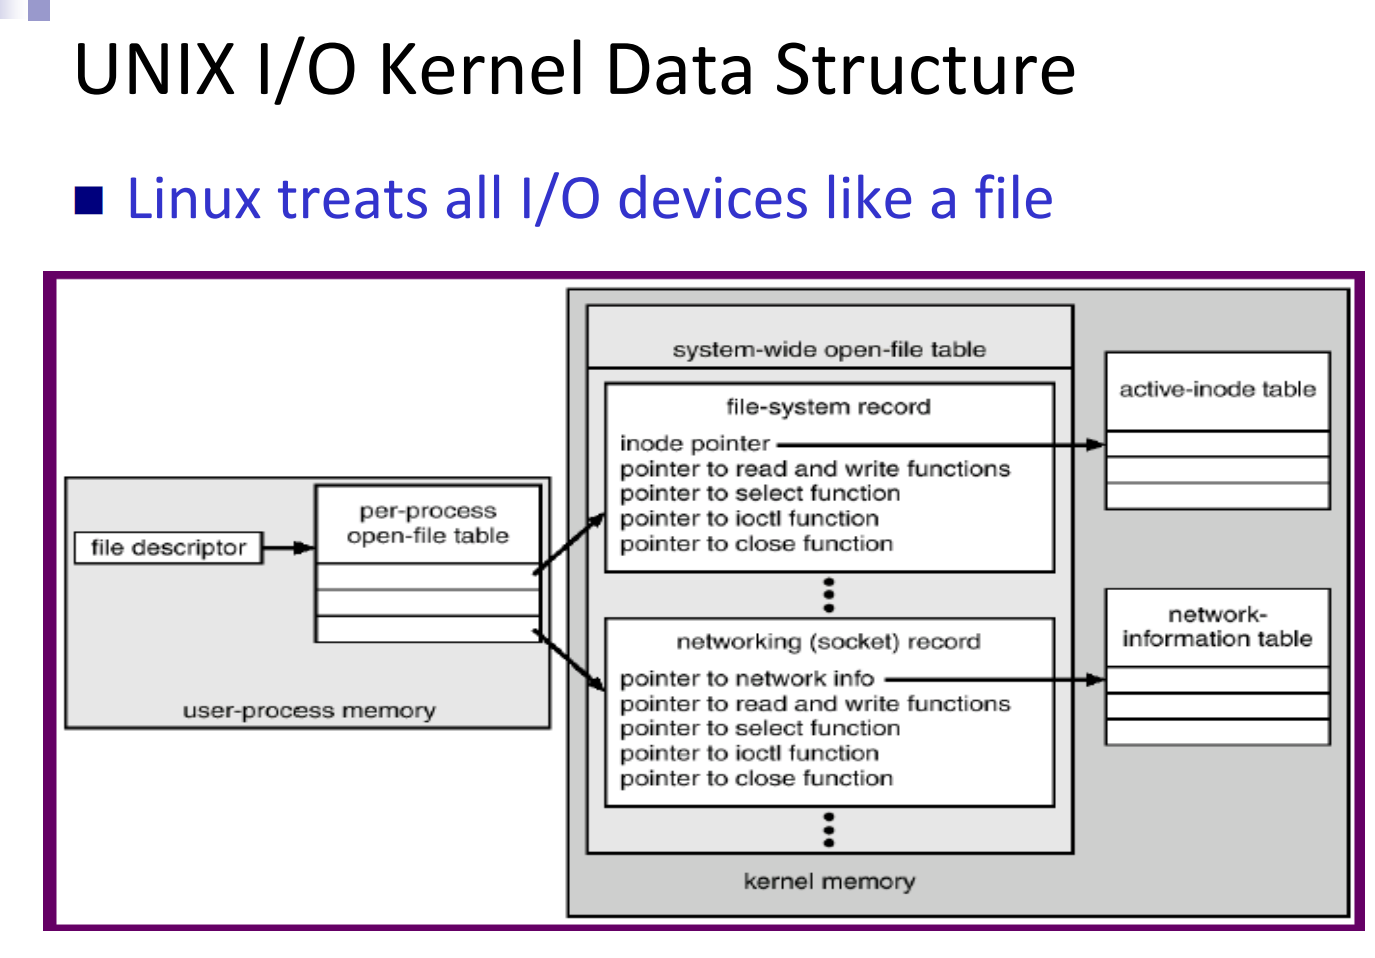 UNIX I/O Kernel Data Structure
Linux treats all I/O devices like a file
file descriptor
per-process
open-file table
user-process memory
system-wide open-file table
file-system record
inode pointer
pointer to read and write functions
pointer to select function
pointer to ioctl function
pointer to close function
networking (socket) record
pointer to network info
pointer to read and write functions
pointer to select function
pointer to ioctl function
pointer to close function
kernel memory
active-inode table
network-
information table